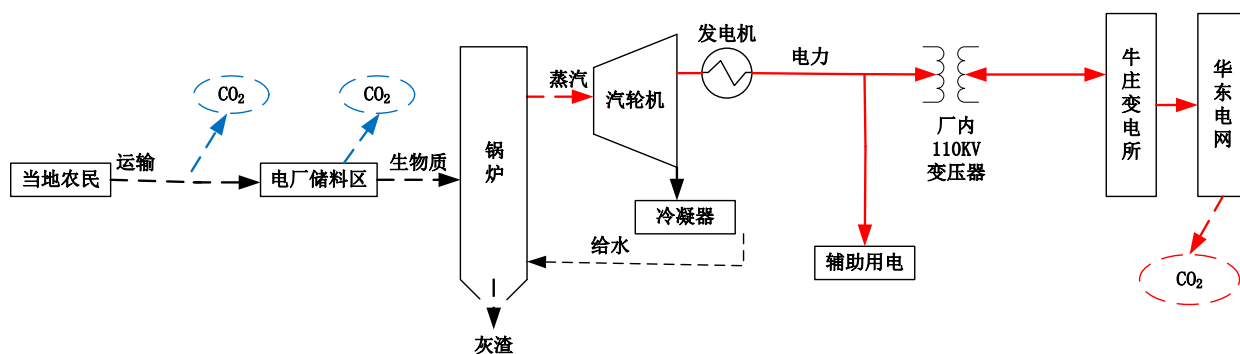 发电机
电力
蒸汽
汽轮机
牛庄变电所
华东电网
CO₂
CO₂
锅炉
厂内
110KV
变压器
运输
生物质
当地农民
电厂储料区
冷凝器
给水
辅助用电
CO₂
灰渣